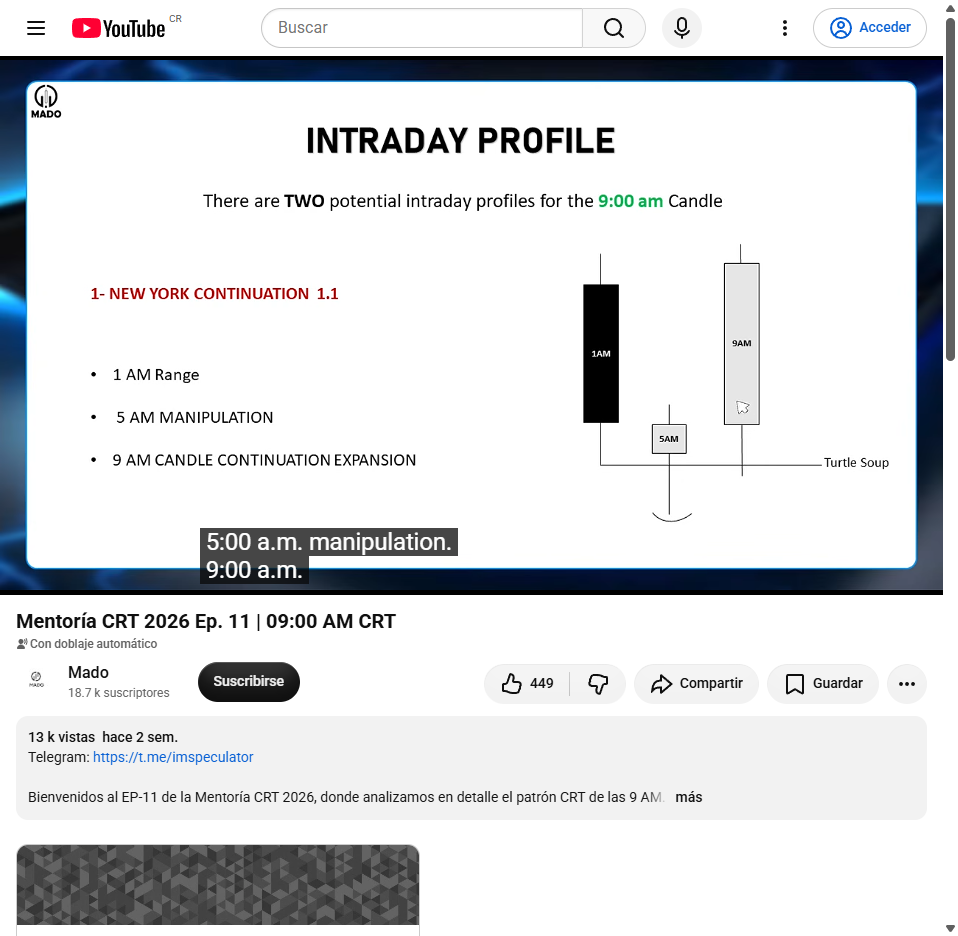 YouTube
CR
Buscar
Acceder
MADO
INTRADAY PROFILE
There are TWO potential intraday profiles for the 9:00 am Candle
1- NEW YORK CONTINUATION 1.1
1 AM Range
5 AM MANIPULATION
9 AM CANDLE CONTINUATION EXPANSION
1AM
9AM
5AM
Turtle Soup
5:00 a.m. manipulation.
9:00 a.m.
Mentoría CRT 2026 Ep. 11 | 09:00 AM CRT
Con doblaje automático
MADO
Mado
18.7 k suscriptores
Suscribirse
449
Compartir
Guardar
13 k vistas hace 2 sem.
Telegram: https://t.me/imspeculator
Bienvenidos al EP-11 de la Mentoría CRT 2026, donde analizamos en detalle el patrón CRT de las 9 AM. más